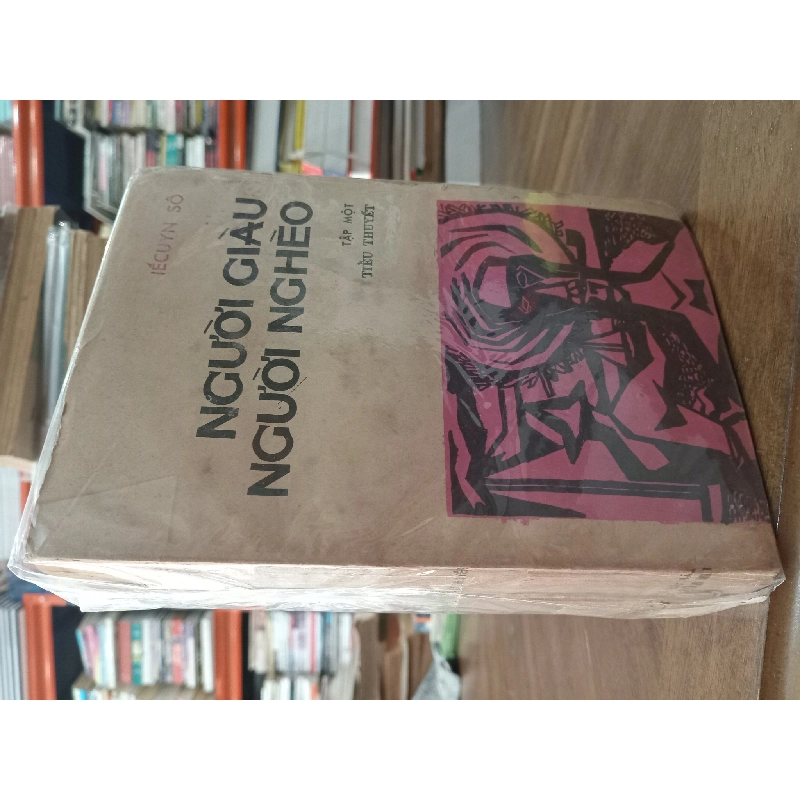 IÉCUYN SÔ
NGƯỜI GIÀU
NGƯỜI NGHÈO
TẬP MỘT
TIỂU THUYẾT